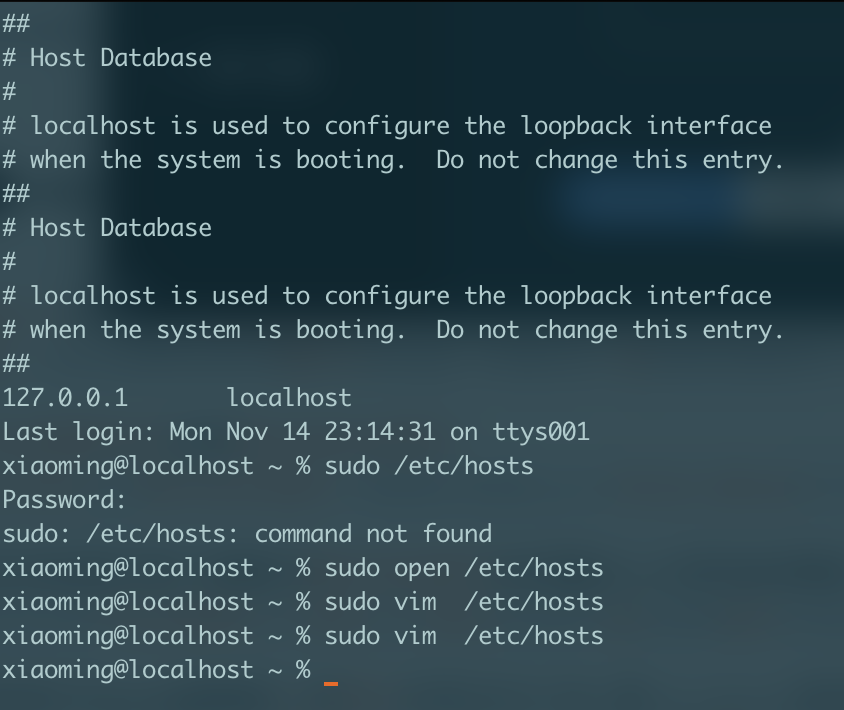 ##
# Host Database
#
# localhost is used to configure the loopback interface
# when the system is booting.  Do not change this entry.
##
# Host Database
#
# localhost is used to configure the loopback interface
# when the system is booting.  Do not change this entry.
##
127.0.0.1       localhost
Last login: Mon Nov 14 23:14:31 on ttys001
xiaoming@localhost ~ % sudo /etc/hosts
Password:
sudo: /etc/hosts: command not found
xiaoming@localhost ~ % sudo open /etc/hosts
xiaoming@localhost ~ % sudo vim  /etc/hosts
xiaoming@localhost ~ % sudo vim  /etc/hosts
xiaoming@localhost ~ %